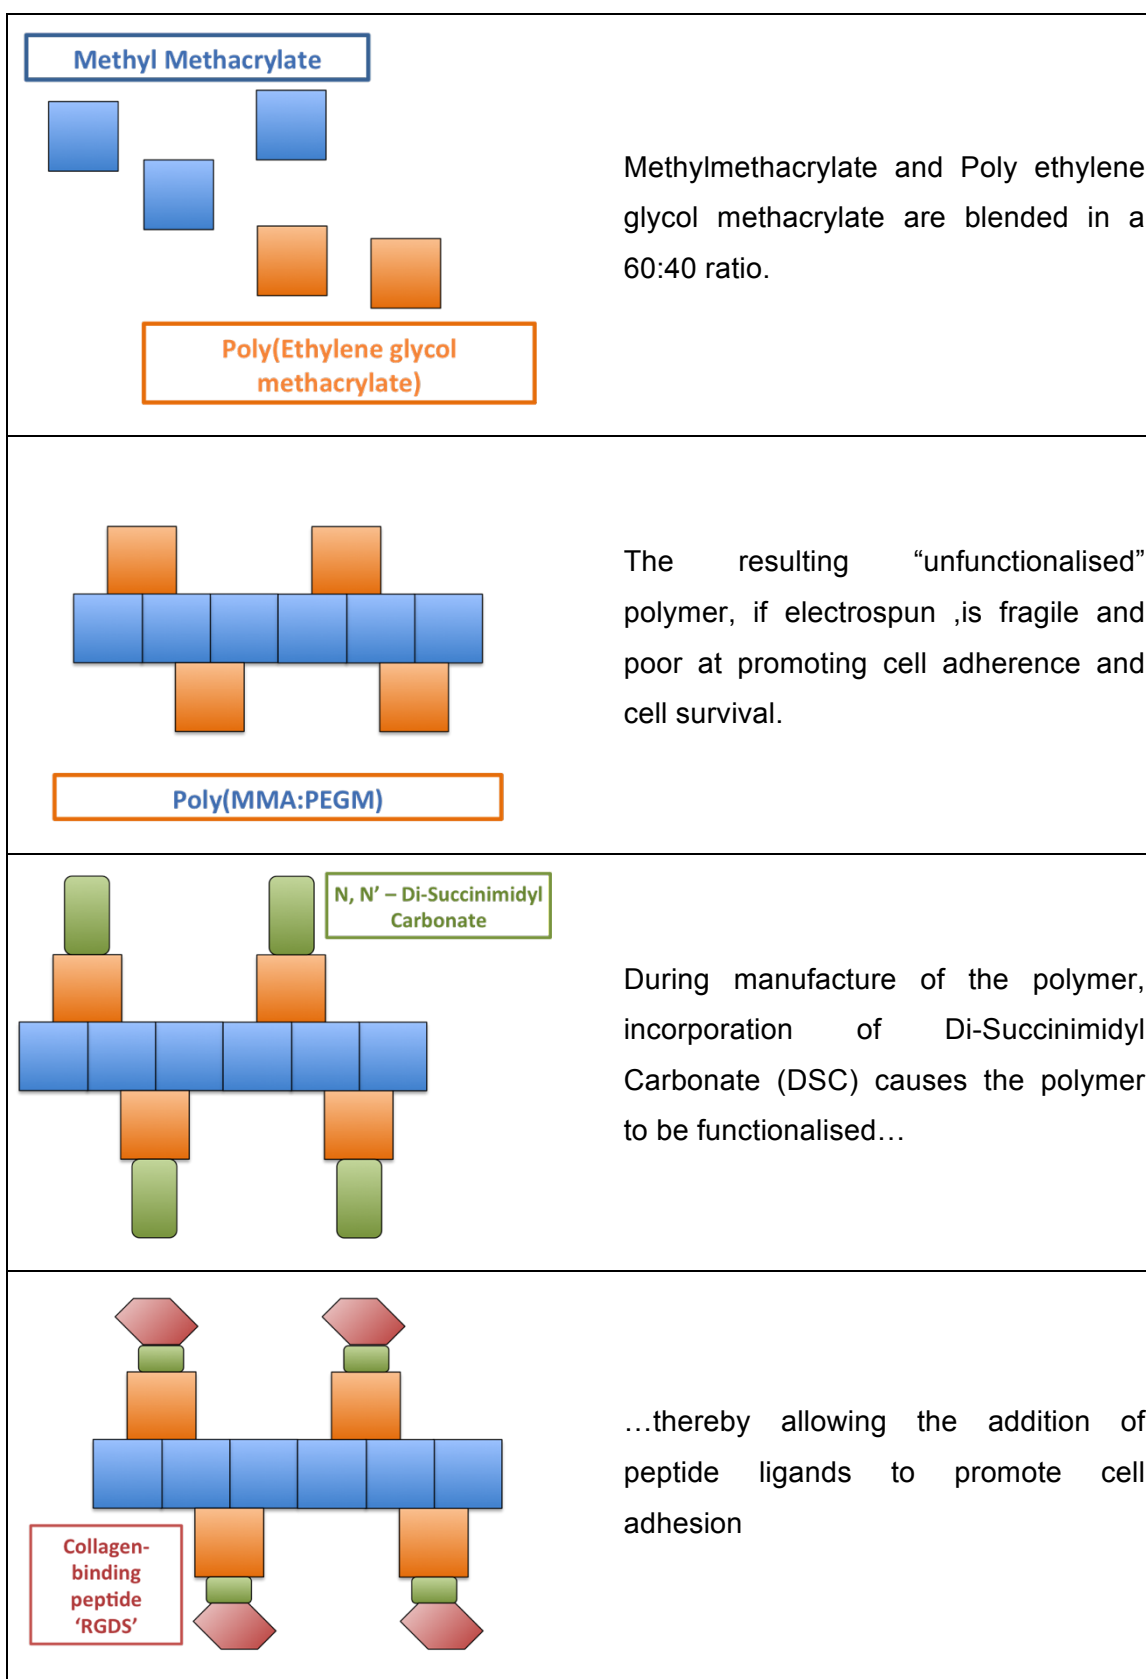 Methyl Methacrylate
Poly(Ethylene glycol
methacrylate)
Methylmethacrylate and Poly ethylene
glycol methacrylate are blended in a
60:40 ratio.
Poly(MMA:PEGM)
The resulting “unfunctionalised”
polymer, if electrospun ,is fragile and
poor at promoting cell adherence and
cell survival.
N, N’ – Di-Succinimidyl
Carbonate
During manufacture of the polymer,
incorporation of Di-Succinimidyl
Carbonate (DSC) causes the polymer
to be functionalised…
Collagen-
binding
peptide
‘RGDS’
…thereby allowing the addition of
peptide ligands to promote cell
adhesion